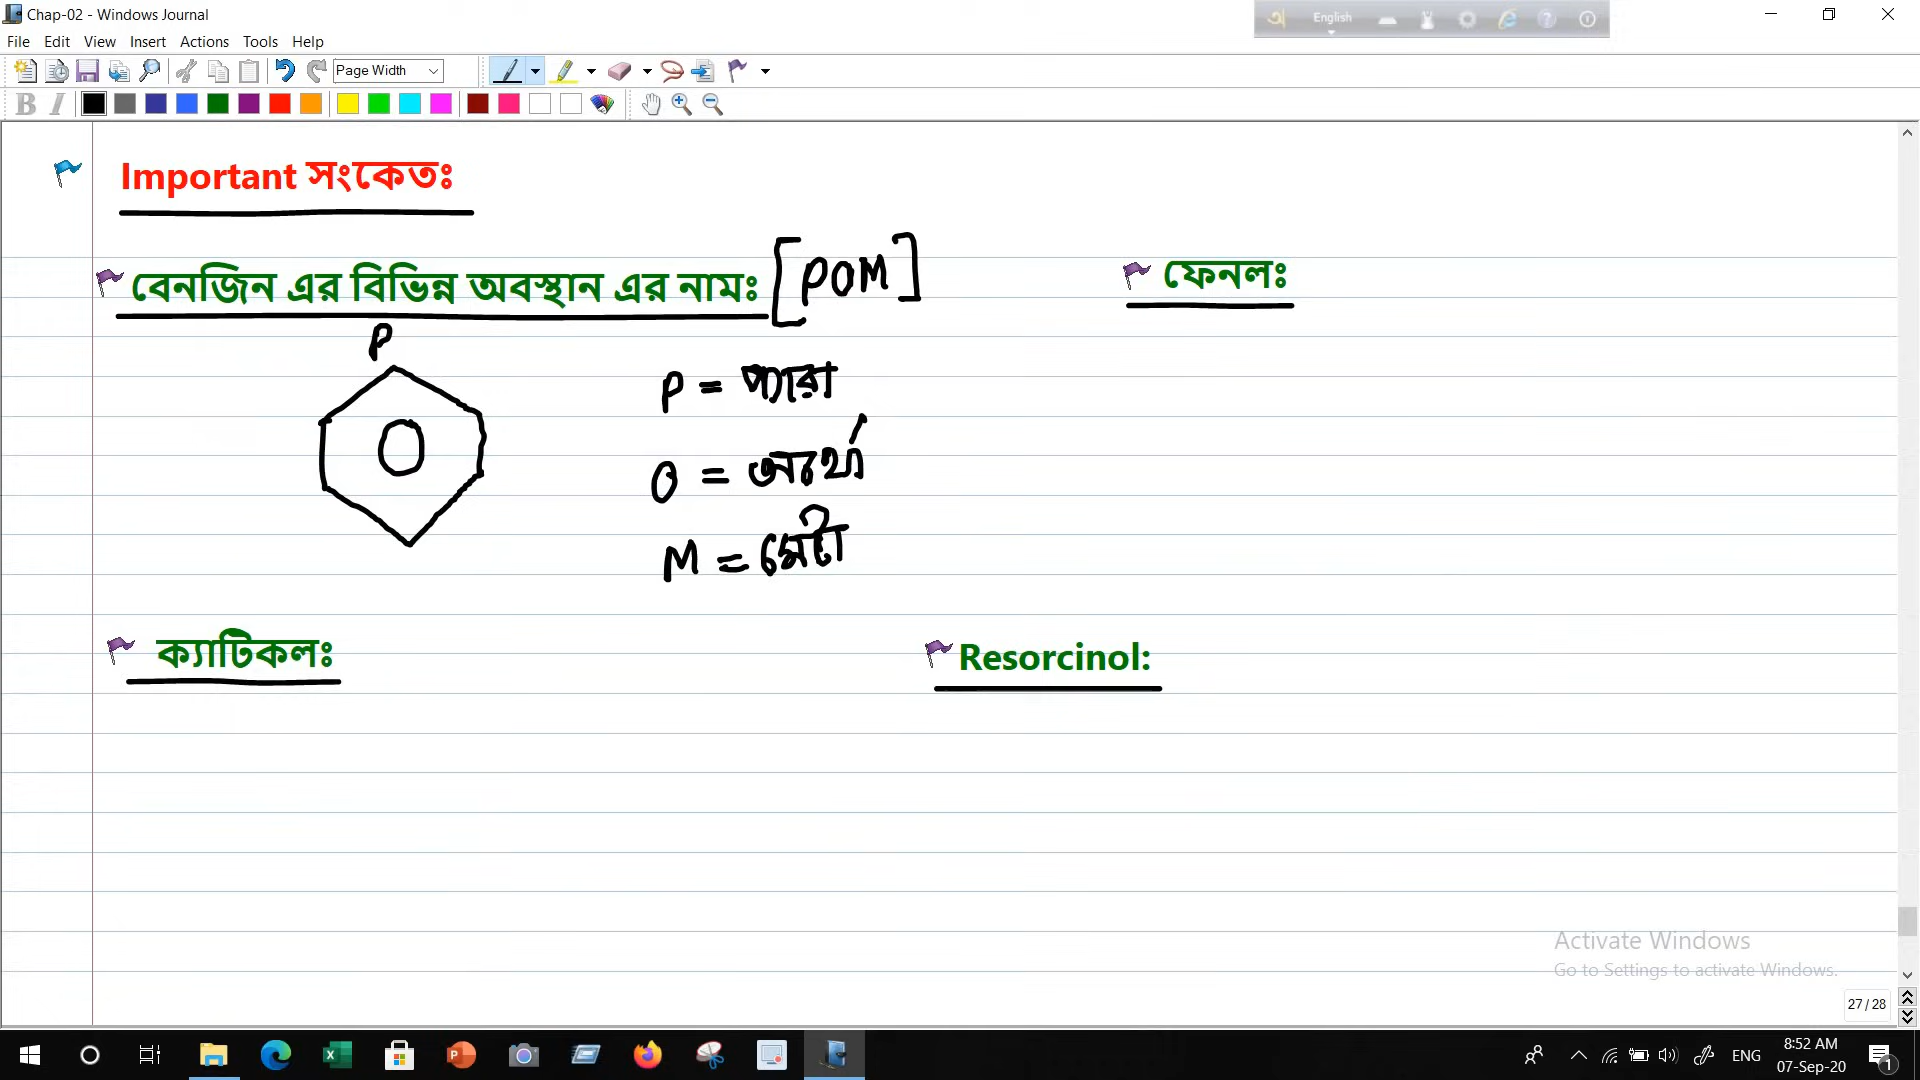 Chap-02 - Windows Journal
English
File Edit View Insert Actions Tools Help
Page Width
B I
Important সংকেতঃ
বেনজিন এর বিভিন্ন অবস্থান এর নামঃ [POM]
ফেনলঃ
P
P = প্যারা
O = অর্থো
M = মেটা
ক্যাটিকলঃ
Resorcinol:
Activate Windows
Go to Settings to activate Windows.
27 / 28
ENG
8:52 AM
07-Sep-20
1